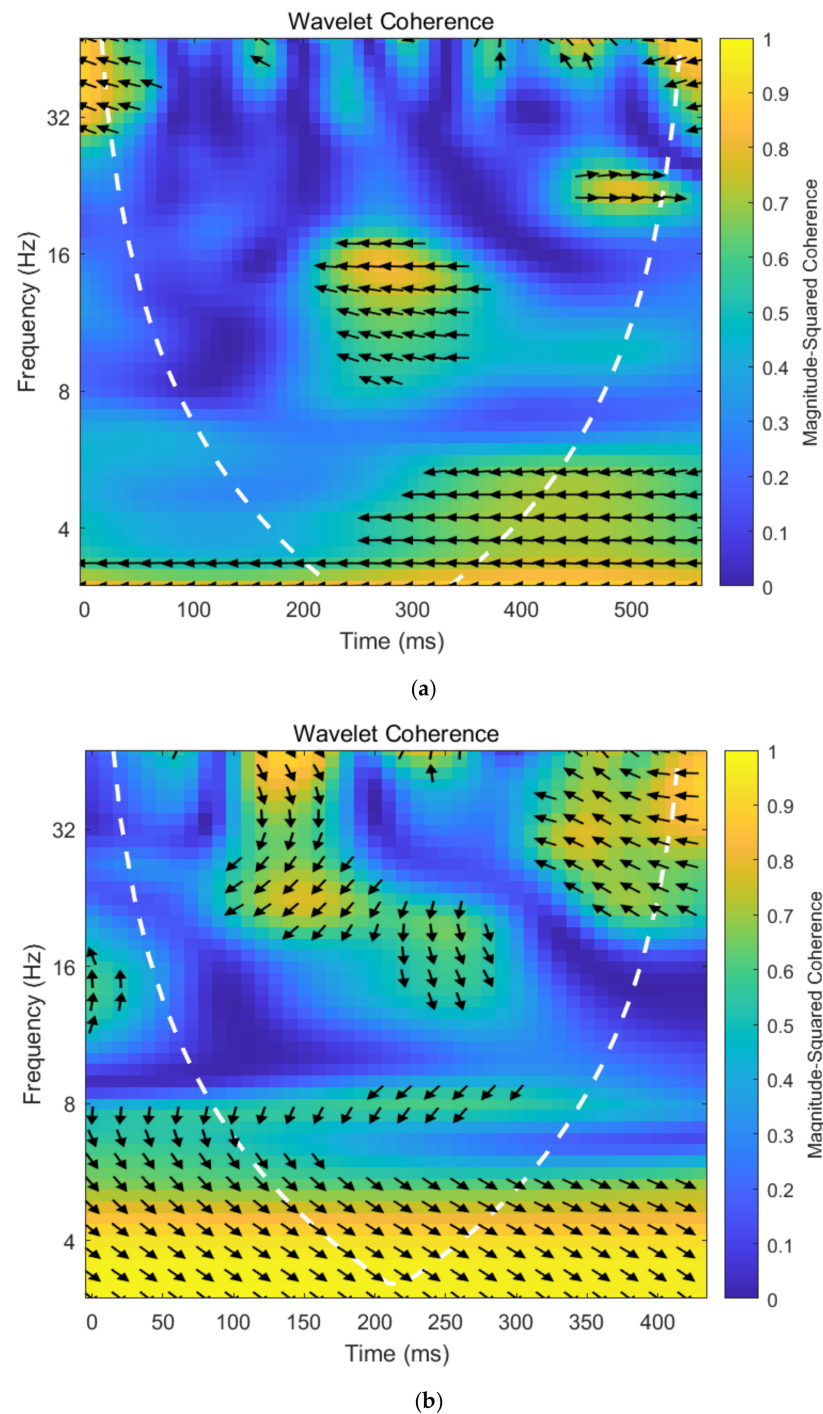 Wavelet Coherence
32
16
8
4
Frequency (Hz)
0 100 200 300 400 500
Time (ms)
1
0.9
0.8
0.7
0.6
0.5
0.4
0.3
0.2
0.1
0
Magnitude-Squared Coherence
(a)
Wavelet Coherence
32
16
8
4
Frequency (Hz)
0 50 100 150 200 250 300 350 400
Time (ms)
1
0.9
0.8
0.7
0.6
0.5
0.4
0.3
0.2
0.1
0
Magnitude-Squared Coherence
(b)